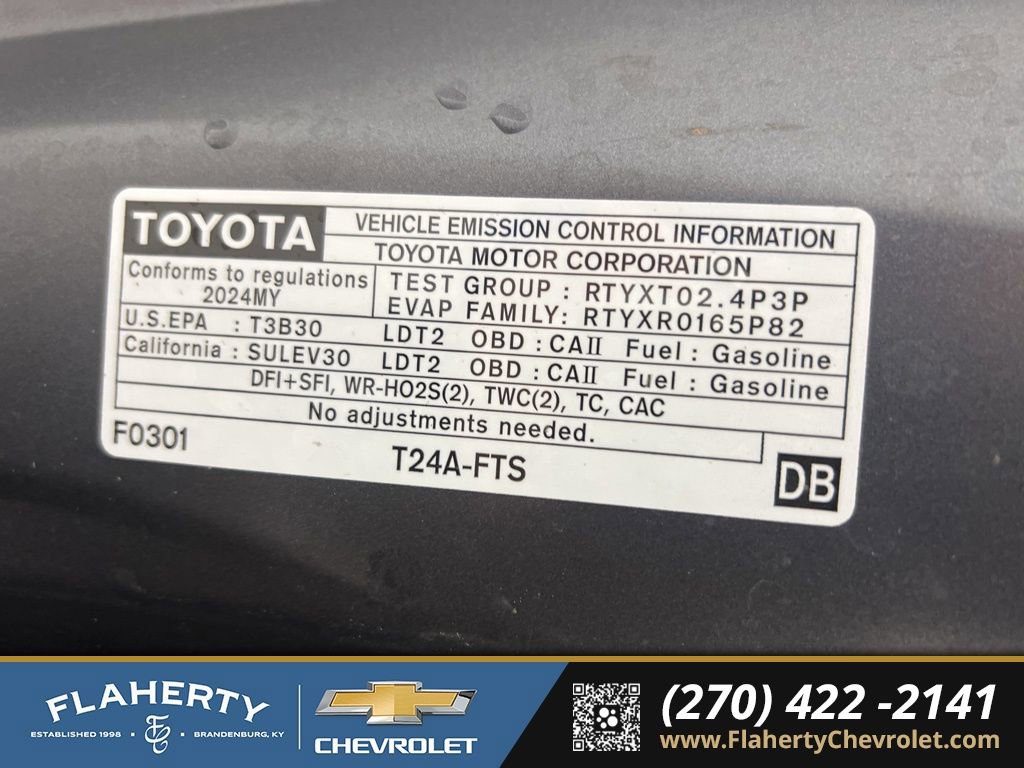 TOYOTA
VEHICLE EMISSION CONTROL INFORMATION
TOYOTA MOTOR CORPORATION
Conforms to regulations
2024MY
TEST GROUP : RTYXT02.4P3P
EVAP FAMILY: RTYXR0165P82
U.S.EPA : T3B30 LDT2 OBD : CAII Fuel : Gasoline
California : SULEV30 LDT2 OBD : CAII Fuel : Gasoline
DFI+SFI, WR-HO2S(2), TWC(2), TC, CAC
No adjustments needed.
F0301
T24A-FTS
DB
FLAHERTY
ESTABLISHED 1998 • FC • BRANDENBURG, KY
CHEVROLET
(270) 422 -2141
www.FlahertyChevrolet.com